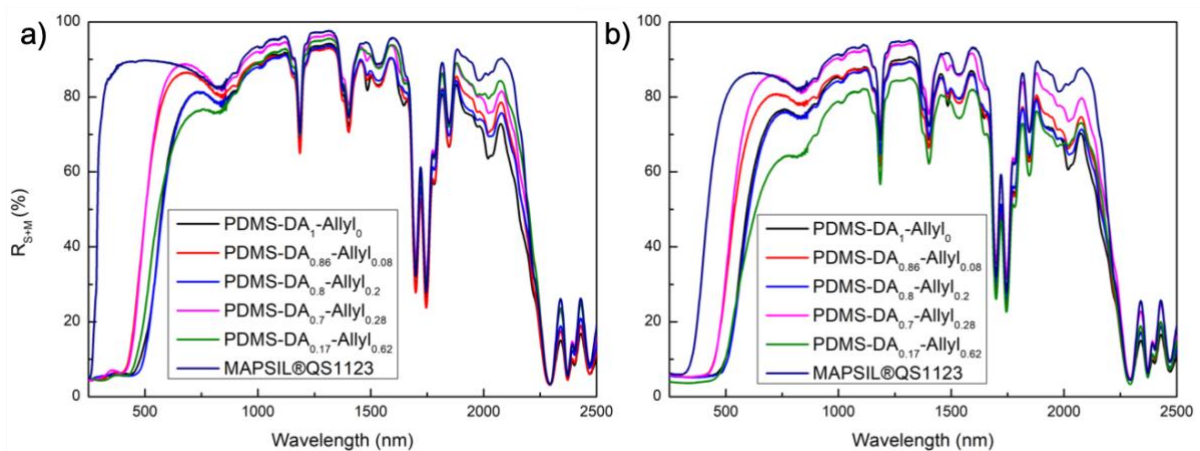 a)
R_{S+M} (%)
100
80
60
40
20
0
PDMS-DA₁-Allyl₀
PDMS-DA₀.₈₆-Allyl₀.₀₈
PDMS-DA₀.₈-Allyl₀.₂
PDMS-DA₀.₇-Allyl₀.₂₈
PDMS-DA₀.₁₇-Allyl₀.₆₂
MAPSIL®QS1123
500 1000 1500 2000 2500
Wavelength (nm)
b)
100
80
60
40
20
0
PDMS-DA₁-Allyl₀
PDMS-DA₀.₈₆-Allyl₀.₀₈
PDMS-DA₀.₈-Allyl₀.₂
PDMS-DA₀.₇-Allyl₀.₂₈
PDMS-DA₀.₁₇-Allyl₀.₆₂
MAPSIL®QS1123
500 1000 1500 2000 2500
Wavelength (nm)